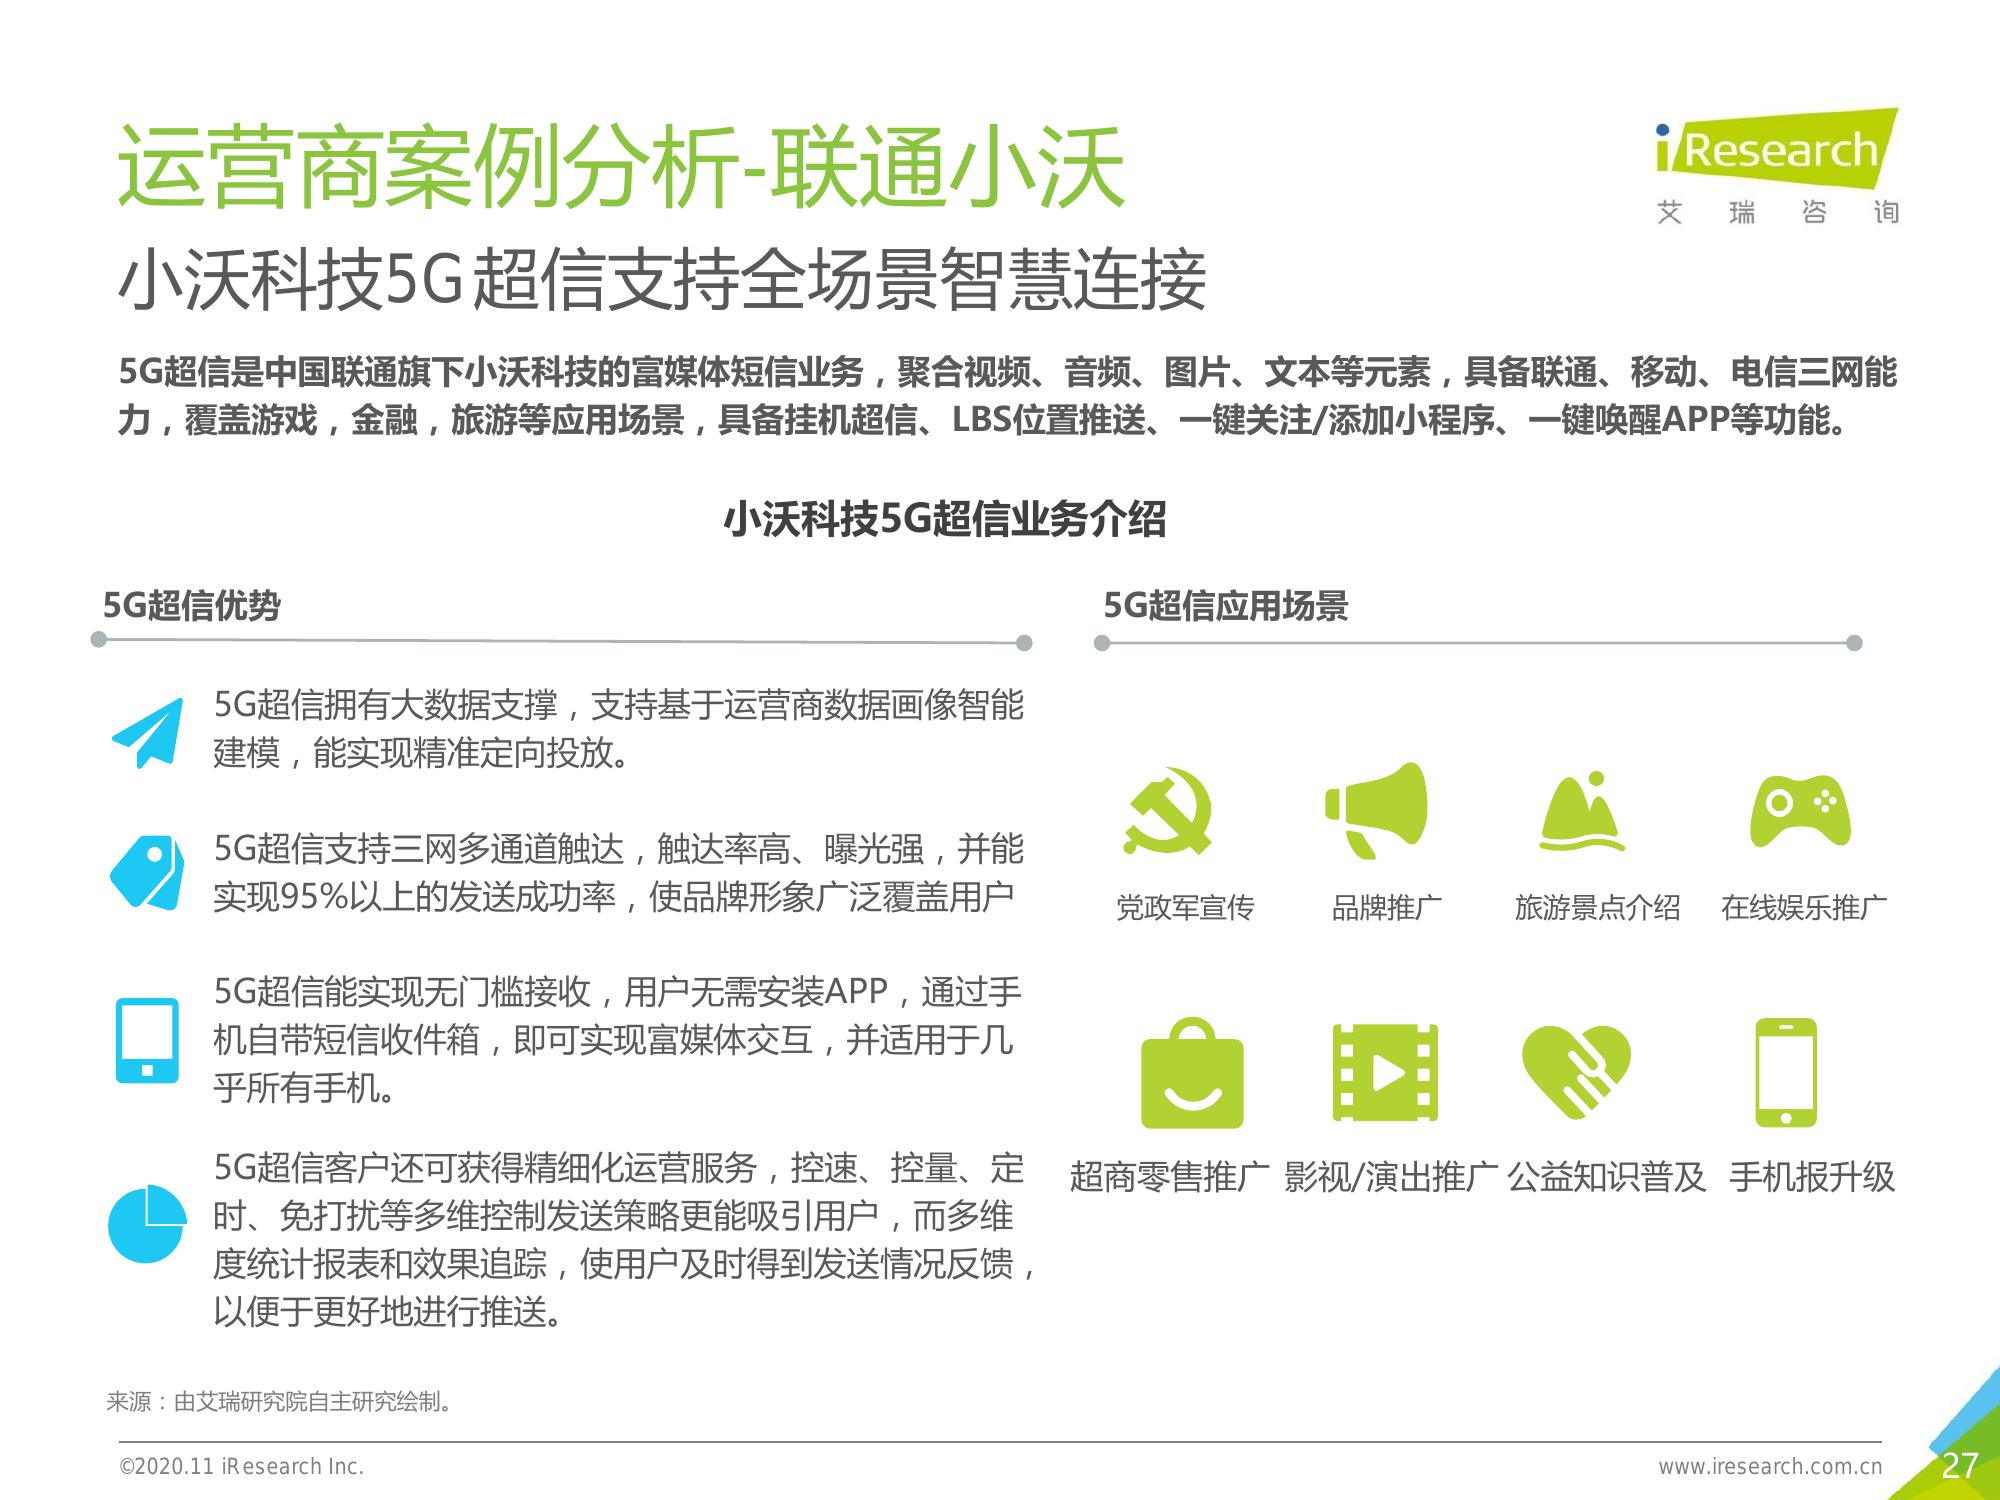 运营商案例分析-联通小沃
iResearch
艾瑞咨询
小沃科技5G超信支持全场景智慧连接
5G超信是中国联通旗下小沃科技的富媒体短信业务，聚合视频、音频、图片、文本等元素，具备联通、移动、电信三网能
力，覆盖游戏，金融，旅游等应用场景，具备挂机超信、LBS位置推送、一键关注/添加小程序、一键唤醒APP等功能。
小沃科技5G超信业务介绍
5G超信优势
5G超信拥有大数据支撑，支持基于运营商数据画像智能
建模，能实现精准定向投放。
5G超信支持三网多通道触达，触达率高、曝光强，并能
实现95%以上的发送成功率，使品牌形象广泛覆盖用户
5G超信能实现无门槛接收，用户无需安装APP，通过手
机自带短信收件箱，即可实现富媒体交互，并适用于几
乎所有手机。
5G超信客户还可获得精细化运营服务，控速、控量、定
时、免打扰等多维控制发送策略更能吸引用户，而多维
度统计报表和效果追踪，使用户及时得到发送情况反馈，
以便于更好地进行推送。
5G超信应用场景
党政军宣传 品牌推广 旅游景点介绍 在线娱乐推广
超商零售推广 影视/演出推广 公益知识普及 手机报升级
来源：由艾瑞研究院自主研究绘制。
©2020.11 iResearch Inc.
www.iresearch.com.cn
27